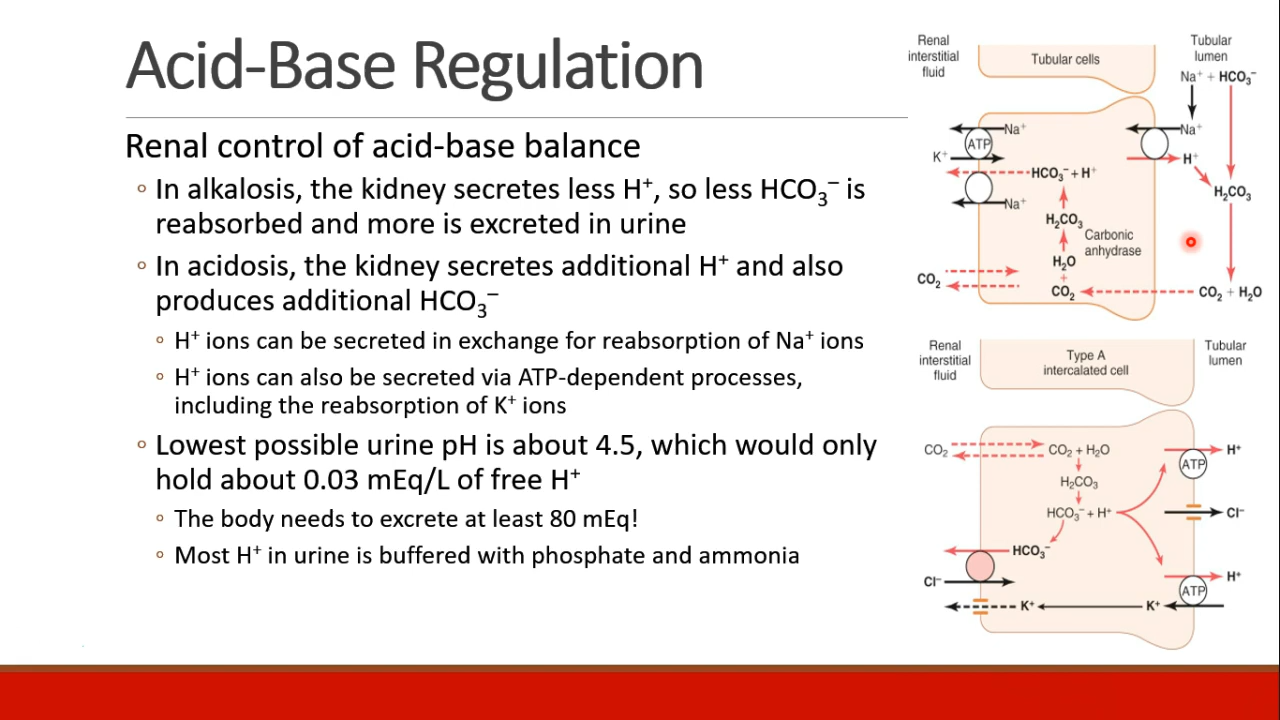 Acid-Base Regulation
Renal control of acid-base balance
◦ In alkalosis, the kidney secretes less H⁺, so less HCO₃⁻ is
reabsorbed and more is excreted in urine
◦ In acidosis, the kidney secretes additional H⁺ and also
produces additional HCO₃⁻
◦ H⁺ ions can be secreted in exchange for reabsorption of Na⁺ ions
◦ H⁺ ions can also be secreted via ATP-dependent processes,
including the reabsorption of K⁺ ions
◦ Lowest possible urine pH is about 4.5, which would only
hold about 0.03 mEq/L of free H⁺
◦ The body needs to excrete at least 80 mEq!
◦ Most H⁺ in urine is buffered with phosphate and ammonia
Renal
interstitial
fluid
Tubular cells
Tubular
lumen
Na⁺ + HCO₃⁻
Na⁺
Na⁺
ATP
K⁺
H⁺
HCO₃⁻ + H⁺
H₂CO₃
Na⁺
H₂CO₃
Carbonic
anhydrase
H₂O
+
CO₂
CO₂
CO₂ + H₂O
Renal
interstitial
fluid
Type A
intercalated cell
Tubular
lumen
CO₂
CO₂ + H₂O
H⁺
ATP
H₂CO₃
HCO₃⁻ + H⁺
Cl⁻
HCO₃⁻
Cl⁻
H⁺
ATP
K⁺
K⁺